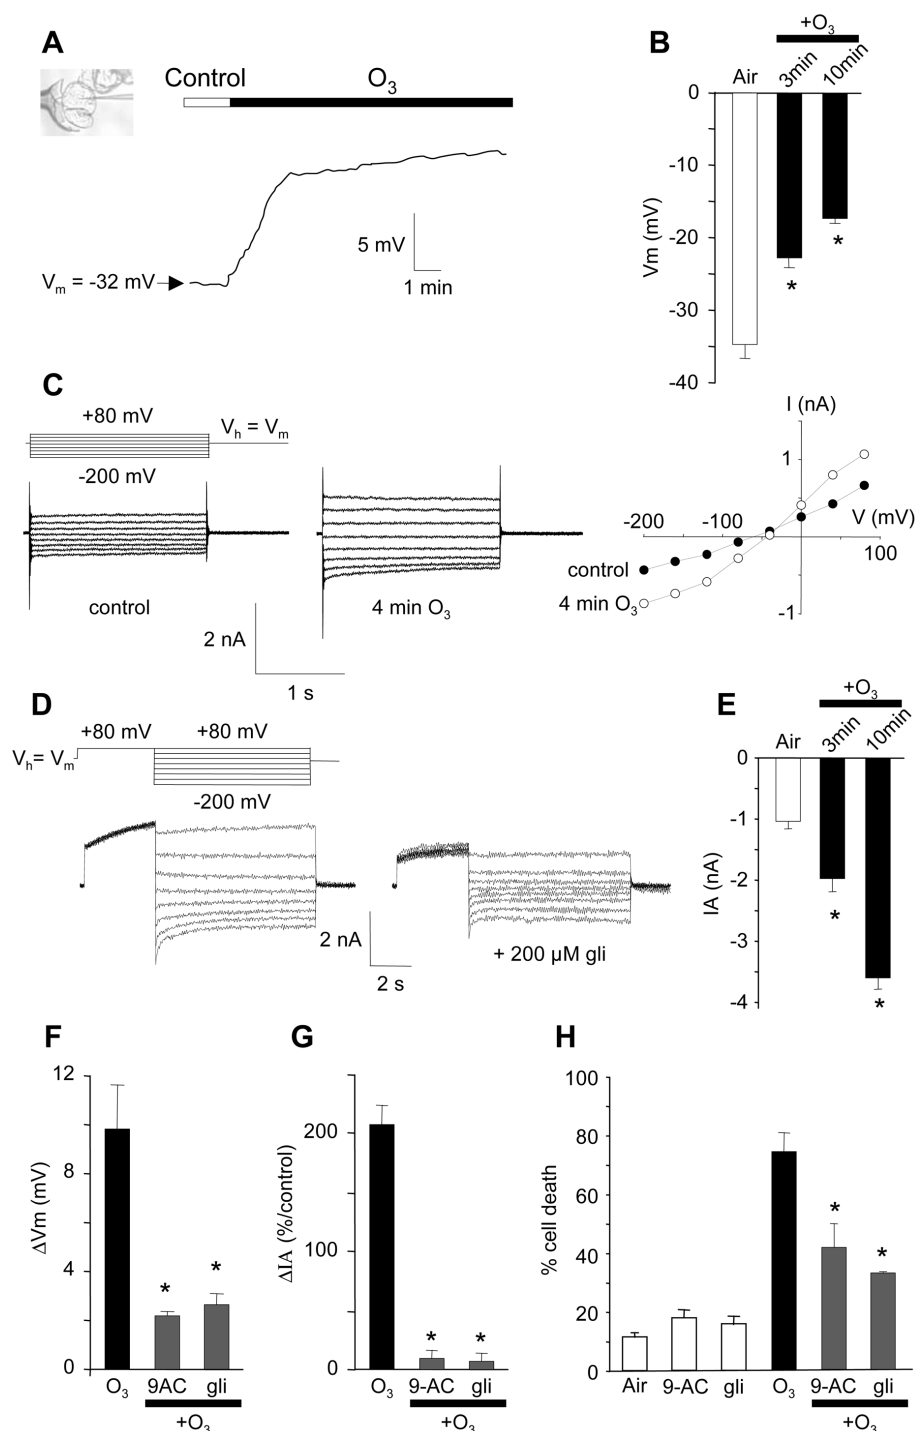 A
Control
O3
Vm = -32 mV
5 mV
1 min
B
+O3
Air
3min
10min
Vm (mV)
0
-10
-20
-30
-40
*
*
C
+80 mV
Vh = Vm
-200 mV
control
4 min O3
2 nA
1 s
I (nA)
1
-200
-100
V (mV)
100
control
4 min O3
-1
D
+80 mV
+80 mV
Vh= Vm
-200 mV
2 nA
2 s
+ 200 µM gli
E
+O3
Air
3min
10min
IA (nA)
0
-1
-2
-3
-4
*
*
F
ΔVm (mV)
12
8
4
0
*
*
O3
9AC
gli
+O3
G
ΔIA (%/control)
200
100
0
*
*
O3
9-AC
gli
+O3
H
% cell death
100
80
60
40
20
0
*
*
Air
9-AC
gli
O3
9-AC
gli
+O3